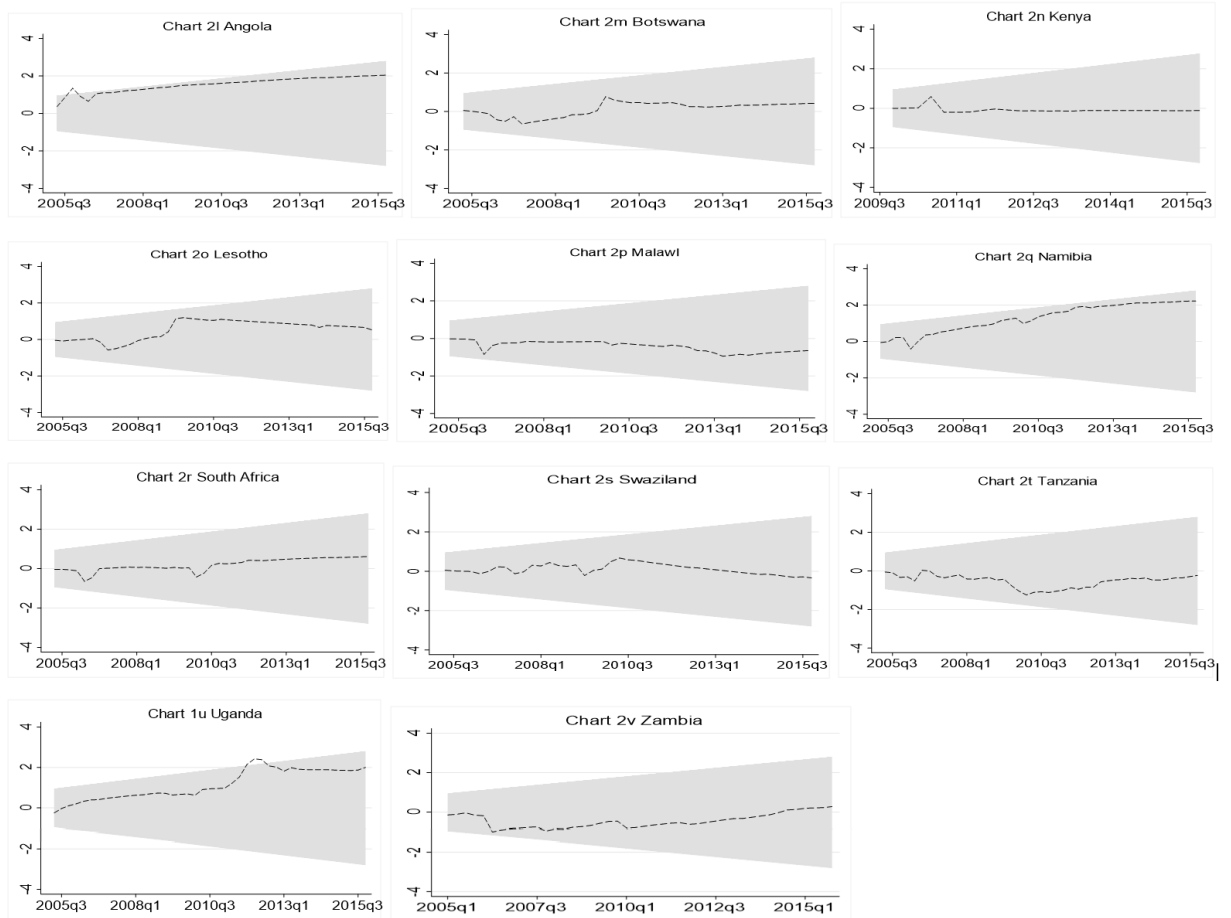 Chart 2l Angola
4
2
0
-2
-4
2005q3 2008q1 2010q3 2013q1 2015q3
Chart 2m Botswana
4
2
0
-2
-4
2005q3 2008q1 2010q3 2013q1 2015q3
Chart 2n Kenya
4
2
0
-2
-4
2009q3 2011q1 2012q3 2014q1 2015q3
Chart 2o Lesotho
4
2
0
-2
-4
2005q3 2008q1 2010q3 2013q1 2015q3
Chart 2p MalawI
4
2
0
-2
-4
2005q3 2008q1 2010q3 2013q1 2015q3
Chart 2q Namibia
4
2
0
-2
-4
2005q3 2008q1 2010q3 2013q1 2015q3
Chart 2r South Africa
4
2
0
-2
-4
2005q3 2008q1 2010q3 2013q1 2015q3
Chart 2s Swaziland
4
2
0
-2
-4
2005q3 2008q1 2010q3 2013q1 2015q3
Chart 2t Tanzania
4
2
0
-2
-4
2005q3 2008q1 2010q3 2013q1 2015q3
Chart 1u Uganda
4
2
0
-2
-4
2005q3 2008q1 2010q3 2013q1 2015q3
Chart 2v Zambia
4
2
0
-2
-4
2005q1 2007q3 2010q1 2012q3 2015q1